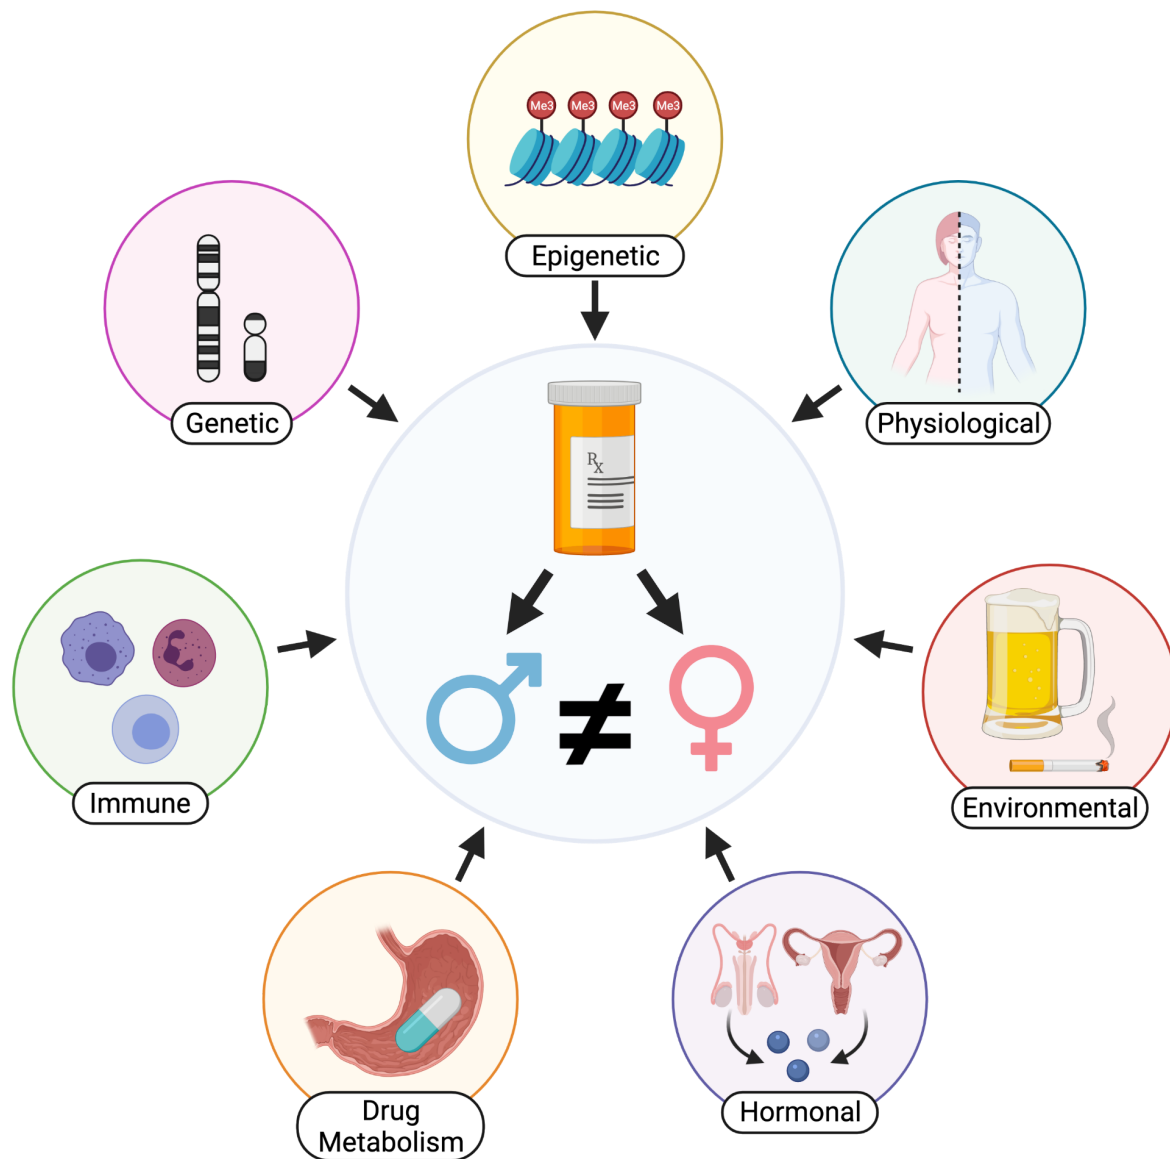 Me3 Me3 Me3 Me3
Epigenetic
Genetic
Physiological
Rx
Immune
Environmental
Drug
Metabolism
Hormonal